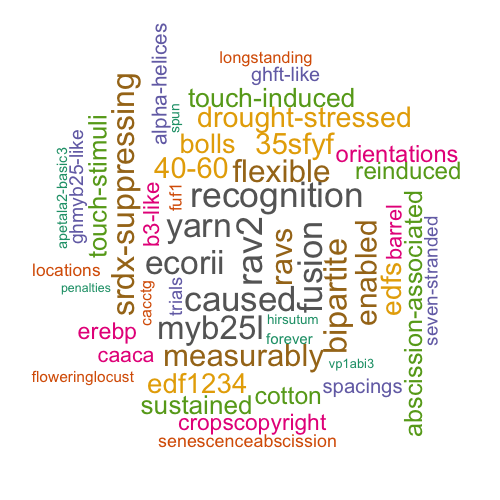 longstanding
ghft-like
alpha-helices
spun
touch-induced
drought-stressed
srdx-suppressing
bolls
35sfyf
orientations
touch-stimuli
ghmyb25-like
apetala2-basic3
40-60
flexible
reinduced
b3-like
fuf1
recognition
yarn
rav2
ravs
fusion
bipartite
enabled
edfs
barrel
abscission-associated
seven-stranded
ecorii
locations
penalties
cacctg
trials
caused
hirsutum
myb25l
forever
erebp
caaca
measurably
vp1abi3
floweringlocust
edf1234
cotton
spacings
sustained
cropscopyright
senescenceabscission